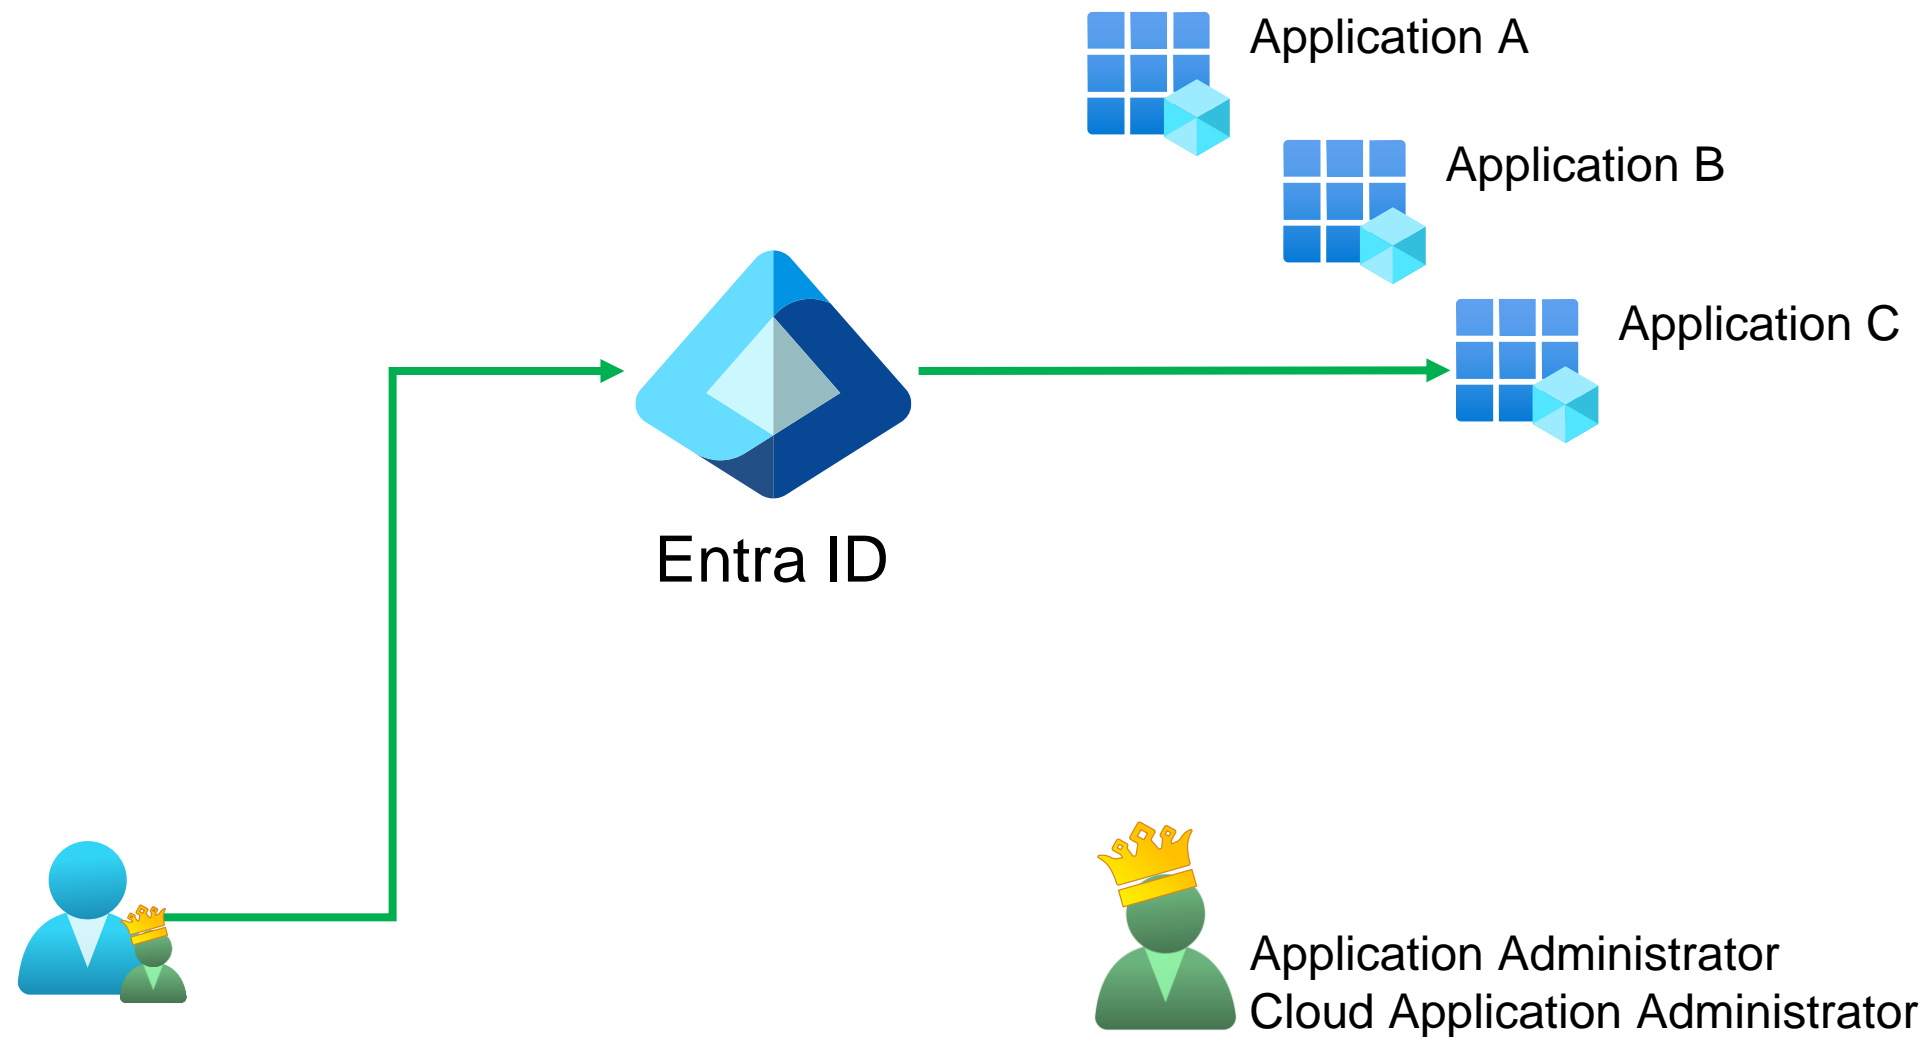 Application A
Application B
Application C
Entra ID
Application Administrator
Cloud Application Administrator